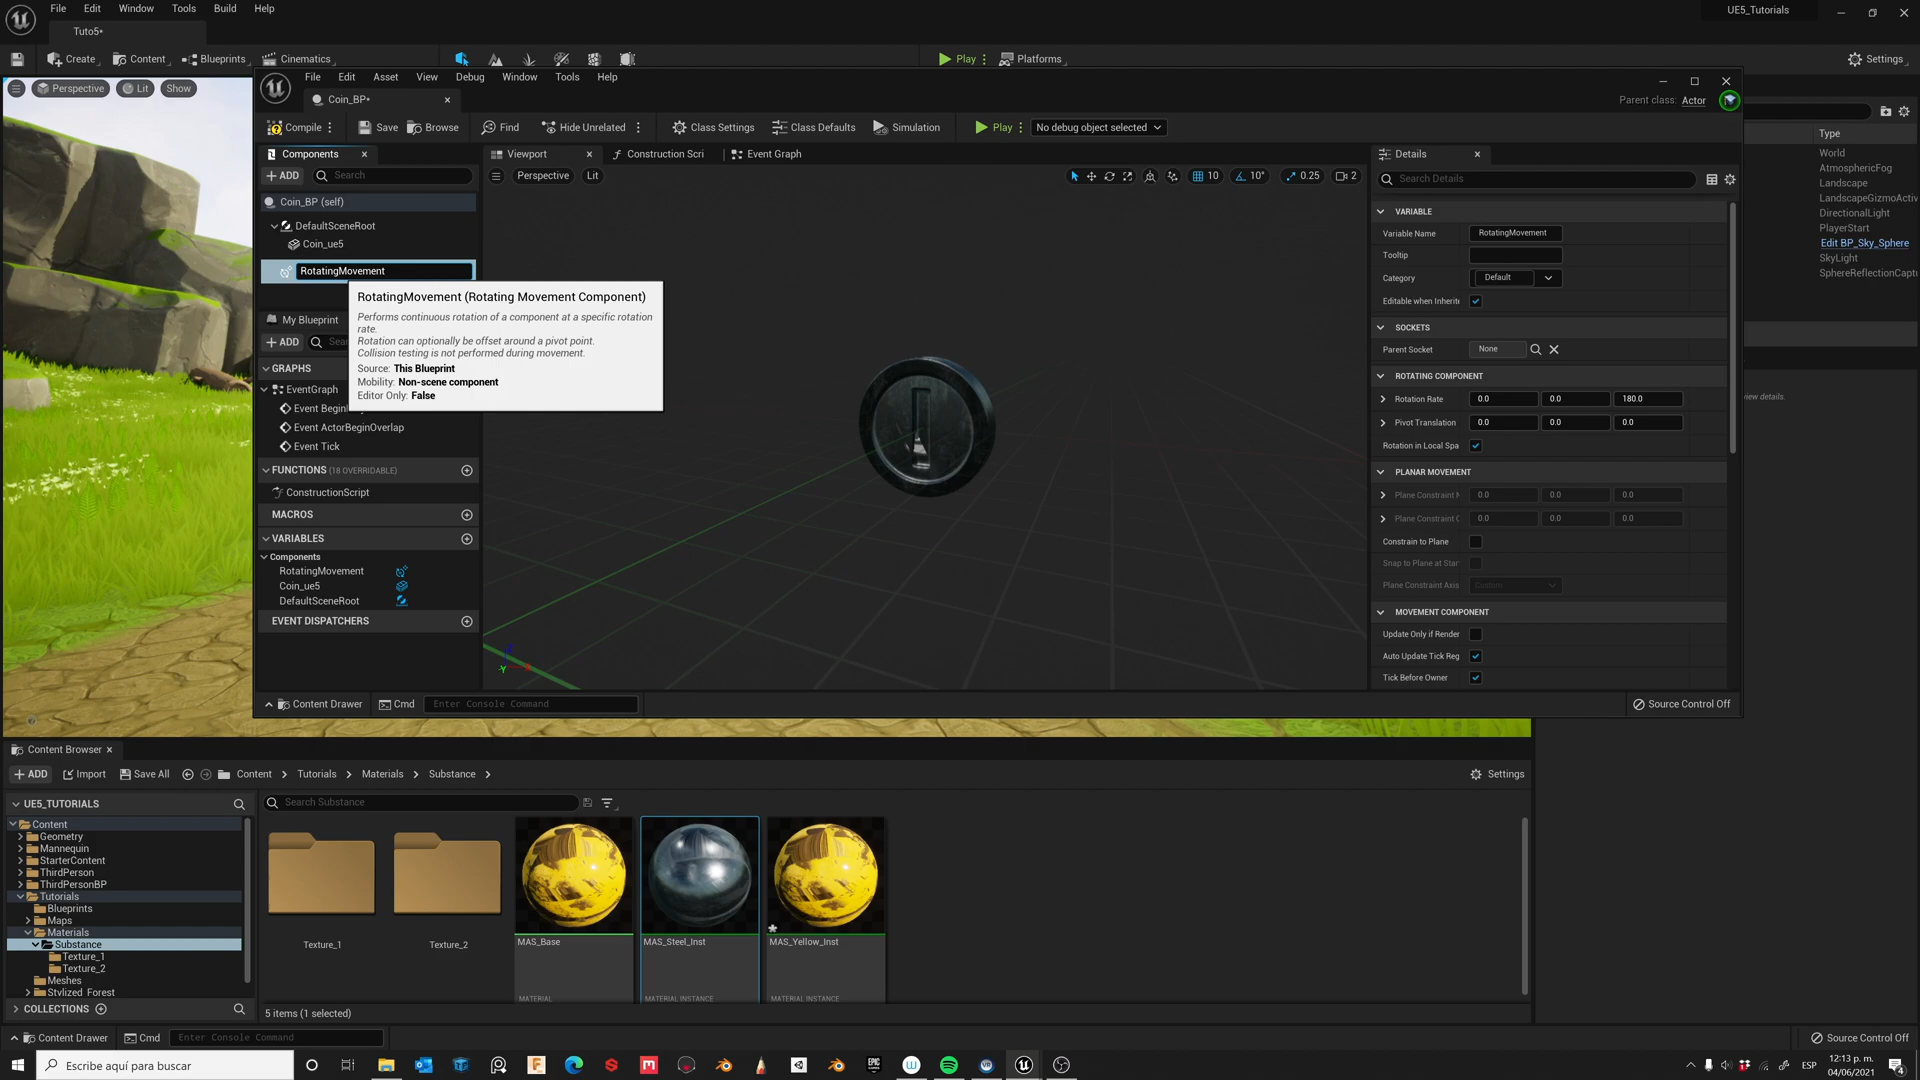 File Edit Window Tools Build Help
UE5_Tutorials
Tuto5*
Create Content Blueprints Cinematics Play Platforms Settings
Perspective Lit Show
File Edit Asset View Debug Window Tools Help
Coin_BP*
Parent class: Actor
Compile Save Browse Find Hide Unrelated Class Settings Class Defaults Simulation Play No debug object selected
Components
+ ADD Search
Coin_BP (self)
DefaultSceneRoot
Coin_ue5
RotatingMovement
RotatingMovement (Rotating Movement Component)
Performs continuous rotation of a component at a specific rotation
rate.
Rotation can optionally be offset around a pivot point.
Collision testing is not performed during movement.
Source: This Blueprint
Mobility: Non-scene component
Editor Only: False
My Blueprint
+ ADD
GRAPHS
EventGraph
Event Begin
Event ActorBeginOverlap
Event Tick
FUNCTIONS (18 OVERRIDABLE)
ConstructionScript
MACROS
VARIABLES
Components
RotatingMovement
Coin_ue5
DefaultSceneRoot
EVENT DISPATCHERS
Viewport Construction Scri Event Graph
Perspective Lit
10 10° 0.25 2
Details
Search Details
VARIABLE
Variable Name RotatingMovement
Tooltip
Category Default
Editable when Inherite
SOCKETS
Parent Socket None
ROTATING COMPONENT
Rotation Rate 0.0 0.0 180.0
Pivot Translation 0.0 0.0 0.0
Rotation in Local Spa
PLANAR MOVEMENT
Plane Constraint N 0.0 0.0 0.0
Plane Constraint C 0.0 0.0 0.0
Constrain to Plane
Snap to Plane at Star
Plane Constraint Axis Custom
MOVEMENT COMPONENT
Update Only if Render
Auto Update Tick Reg
Tick Before Owner
Type
World
AtmosphericFog
Landscape
LandscapeGizmoActiv
DirectionalLight
PlayerStart
Edit BP_Sky_Sphere
SkyLight
SphereReflectionCapt
view details.
Content Drawer Cmd Enter Console Command Source Control Off
Content Browser
+ ADD Import Save All Content Tutorials Materials Substance Settings
UE5_TUTORIALS
Content
Geometry
Mannequin
StarterContent
ThirdPerson
ThirdPersonBP
Tutorials
Blueprints
Maps
Materials
Substance
Texture_1
Texture_2
Meshes
Stylized_Forest
COLLECTIONS
Search Substance
Texture_1
Texture_2
MAS_Base
MATERIAL
MAS_Steel_Inst
MATERIAL INSTANCE
MAS_Yellow_Inst
MATERIAL INSTANCE
5 items (1 selected)
Content Drawer Cmd Enter Console Command Source Control Off
Escribe aquí para buscar
EPIC
GAMES
ESP
12:13 p. m.
04/06/2021
4